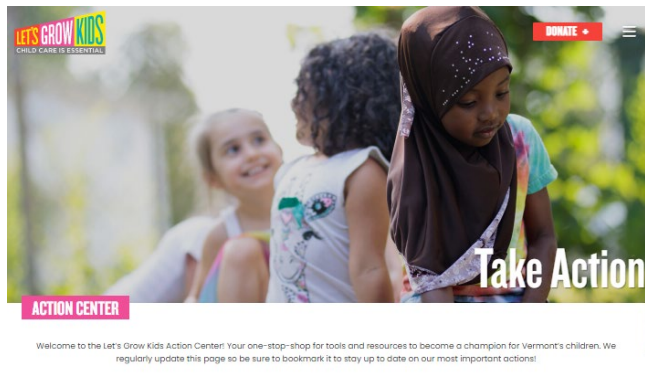 LET'S GROW KIDS
CHILD CARE IS ESSENTIAL
DONATE +
Take Action
ACTION CENTER
Welcome to the Let's Grow Kids Action Center! Your one-stop-shop for tools and resources to become a champion for Vermont's children. We
regularly update this page so be sure to bookmark it to stay up to date on our most important actions!